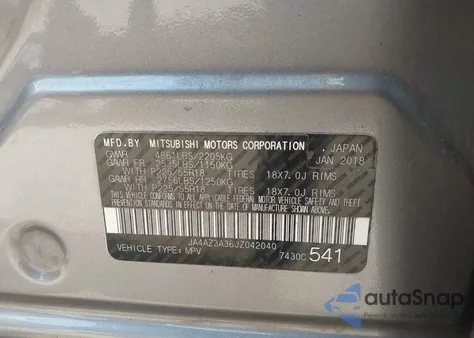 MFD.BY MITSUBISHI MOTORS CORPORATION , JAPAN
GVWR 4861LBS/2205KG JAN 2018
GAWR FR 2536LBS/1150KG
WITH P225/55R18 TIRES 18X7.0J RIMS
GAWR RR 2756LBS/1250KG
WITH P225/55R18 TIRES 18X7.0J RIMS
THIS VEHICLE CONFORMS TO ALL APPLICABLE
FEDERAL MOTOR VEHICLE SAFETY, BUMPER AND
THEFT PREVENTION STANDARDS IN EFFECT ON THE
DATE OF MANUFACTURE SHOWN ABOVE.
JA4AZ3A36JZ042040
VEHICLE TYPE: MPV 7430C 541
autoSnap